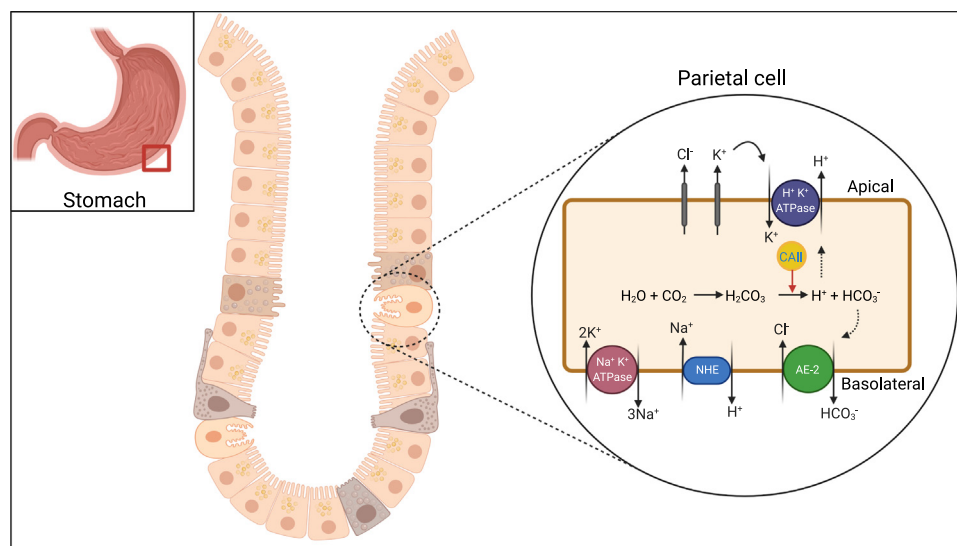 Stomach
Parietal cell
Cl⁻
K⁺
H⁺
H⁺ K⁺
ATPase
Apical
K⁺
CAII
H₂O + CO₂
H₂CO₃
H⁺ + HCO₃⁻
2K⁺
Na⁺
Cl⁻
Na⁺ K⁺
ATPase
NHE
AE-2
Basolateral
3Na⁺
H⁺
HCO₃⁻